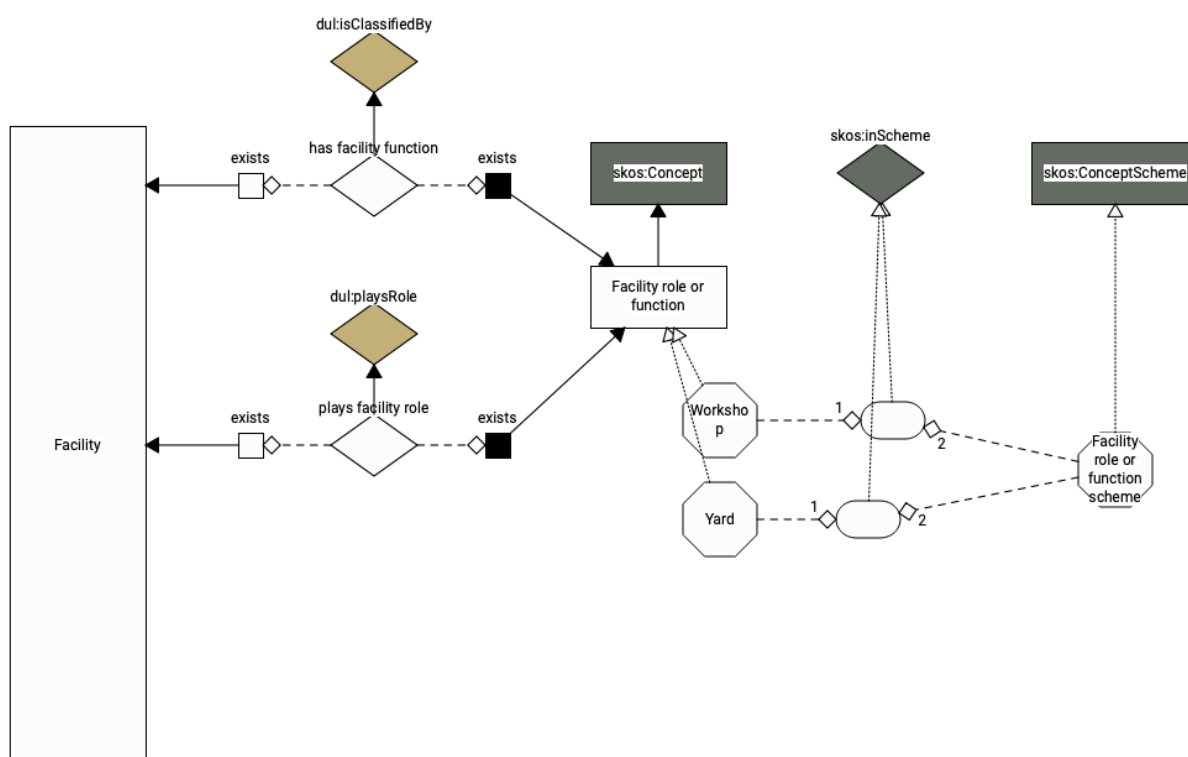 dul:isClassifiedBy
exists
has facility function
exists
skos:Concept
skos:inScheme
skos:ConceptScheme
Facility role or
function
dul:playsRole
exists
plays facility role
exists
Facility
Worksho
p
1
2
Facility
role or
function
scheme
Yard
1
2